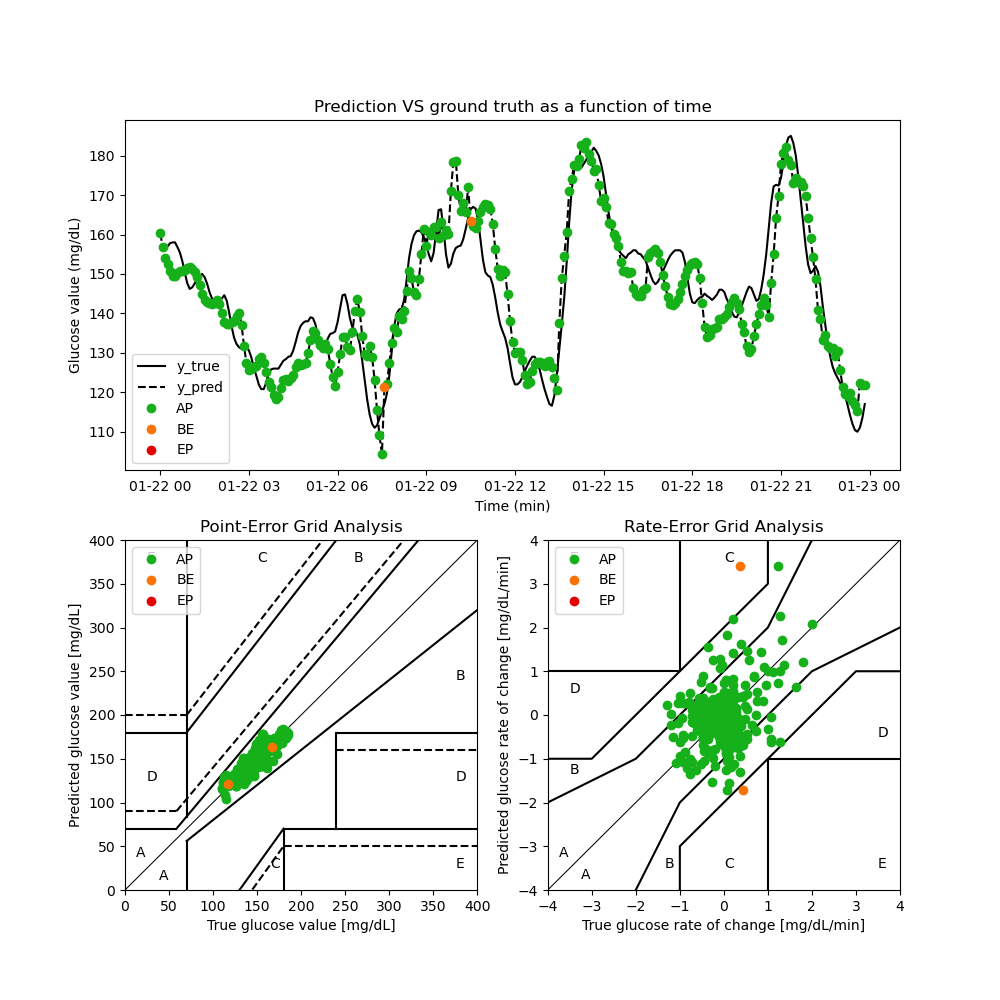 Prediction VS ground truth as a function of time
Glucose value (mg/dL)
180
170
160
150
140
130
120
110
y_true
y_pred
AP
BE
EP
01-22 00 01-22 03 01-22 06 01-22 09 01-22 12 01-22 15 01-22 18 01-22 21 01-23 00
Time (min)
Point-Error Grid Analysis
Predicted glucose value [mg/dL]
400
350
300
250
200
150
100
50
0
AP
BE
EP
C
B
B
D
D
A
A
C
E
0 50 100 150 200 250 300 350 400
True glucose value [mg/dL]
Rate-Error Grid Analysis
Predicted glucose rate of change [mg/dL/min]
4
3
2
1
0
−1
−2
−3
−4
AP
BE
EP
C
D
D
B
A
A
B
C
E
−4 −3 −2 −1 0 1 2 3 4
True glucose rate of change [mg/dL/min]